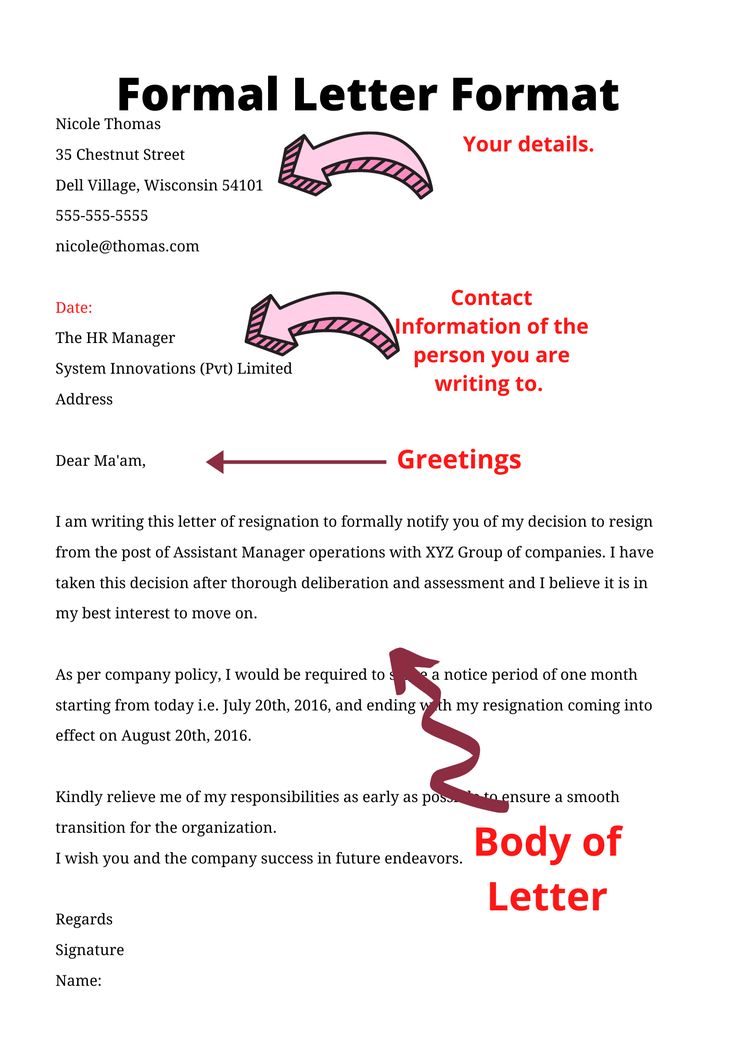 Formal Letter Format
Nicole Thomas
35 Chestnut Street
Dell Village, Wisconsin 54101
555-555-5555
nicole@thomas.com
Your details.
Date:
The HR Manager
System Innovations (Pvt) Limited
Address
Contact
Information of the
person you are
writing to.
Dear Ma'am,
Greetings
I am writing this letter of resignation to formally notify you of my decision to resign
from the post of Assistant Manager operations with XYZ Group of companies. I have
taken this decision after thorough deliberation and assessment and I believe it is in
my best interest to move on.
As per company policy, I would be required to a notice period of one month
starting from today i.e. July 20th, 2016, and ending with my resignation coming into
effect on August 20th, 2016.
Kindly relieve me of my responsibilities as early as possible to ensure a smooth
transition for the organization.
I wish you and the company success in future endeavors.
Body of
Letter
Regards
Signature
Name: